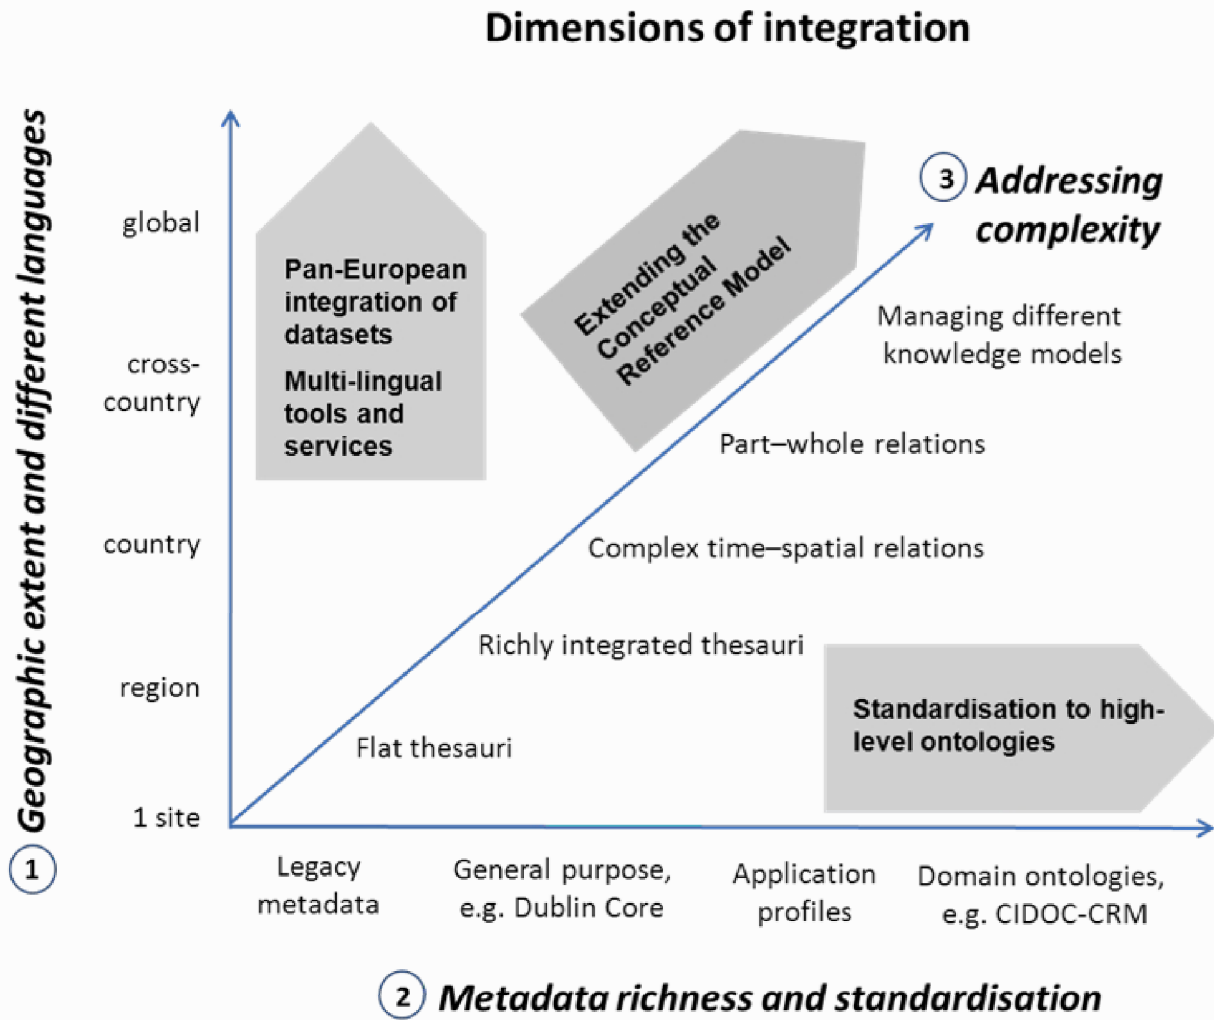 Dimensions of integration
Geographic extent and different languages
1
global
cross-
country
country
region
1 site
Pan-European
integration of
datasets
Multi-lingual
tools and
services
Extending the
Conceptual
Reference Model
3 Addressing
complexity
Managing different
knowledge models
Part–whole relations
Complex time–spatial relations
Richly integrated thesauri
Flat thesauri
Standardisation to high-
level ontologies
Legacy
metadata
General purpose,
e.g. Dublin Core
Application
profiles
Domain ontologies,
e.g. CIDOC-CRM
2 Metadata richness and standardisation